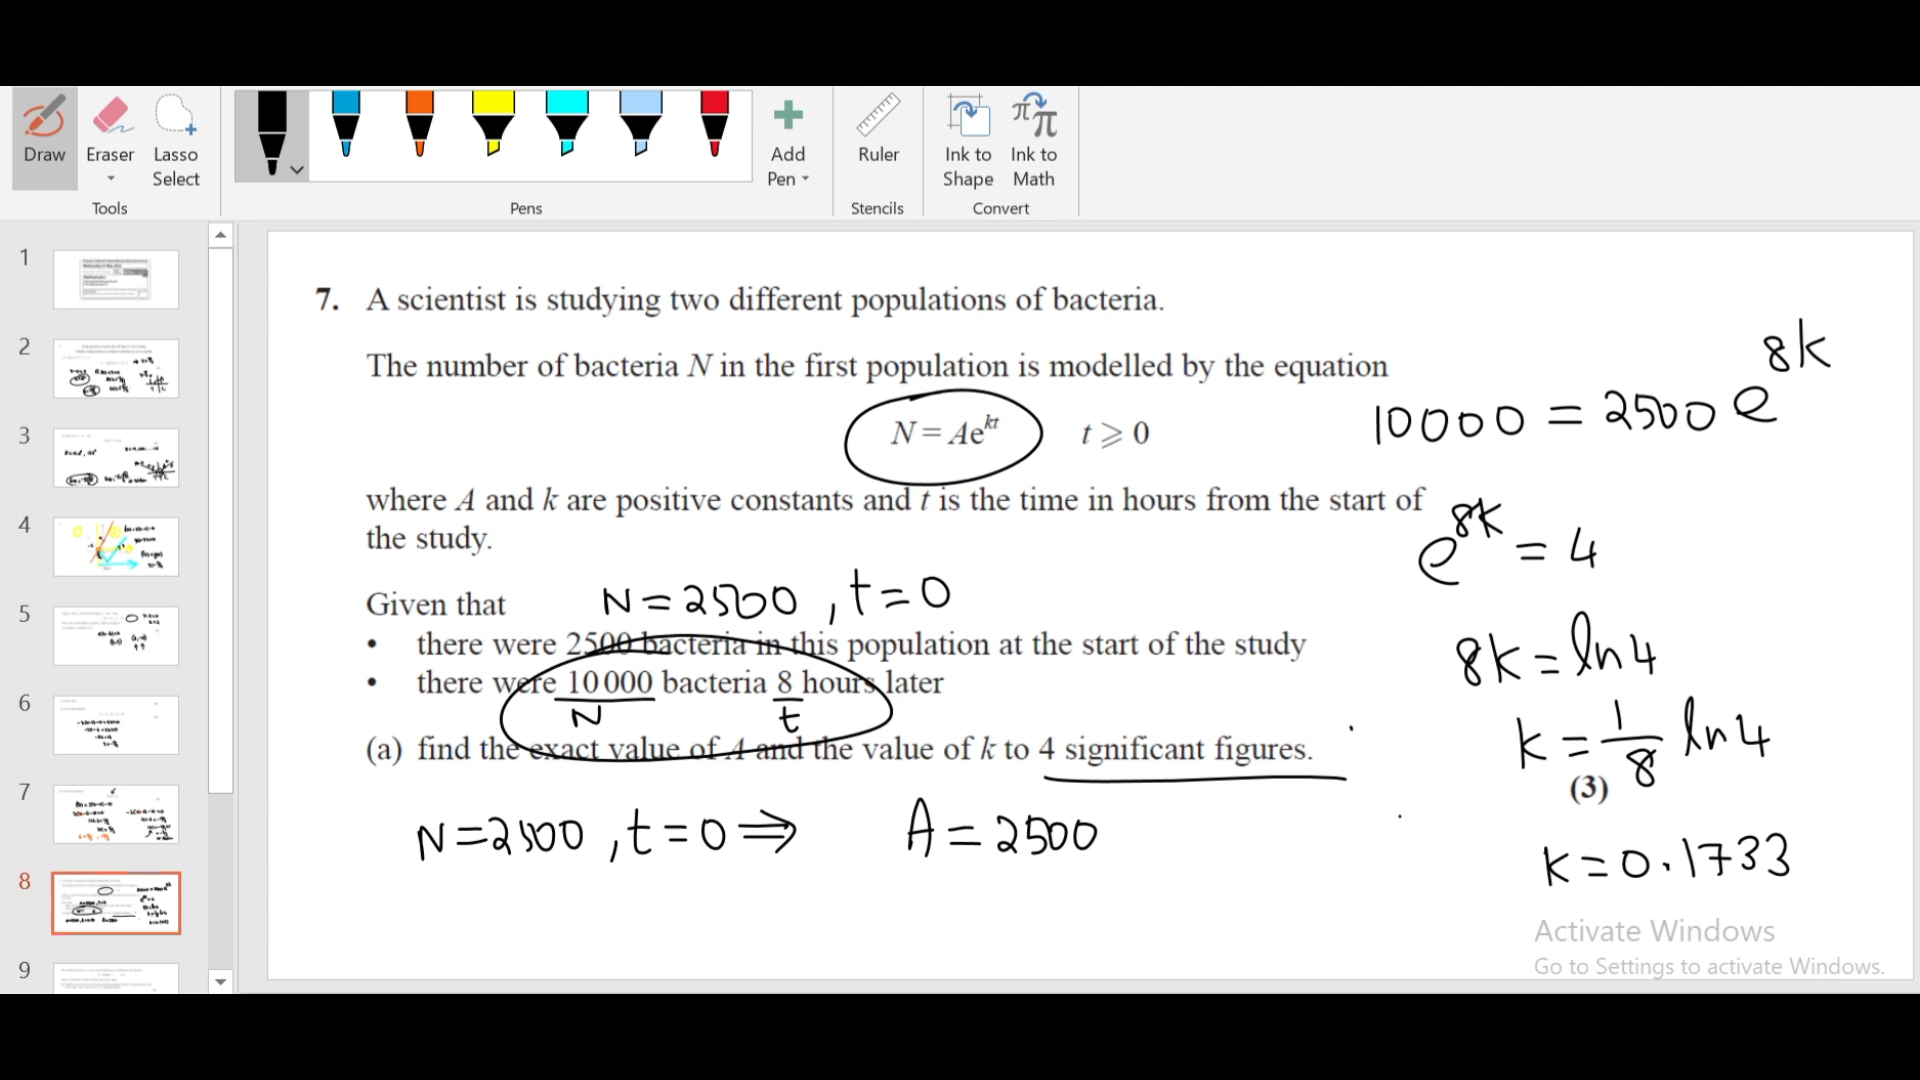 Draw
Eraser
Lasso Select
Tools
Pens
Add Pen
Ruler
Stencils
Ink to Shape
Ink to Math
Convert
1
2
3
4
5
6
7
8
9
7. A scientist is studying two different populations of bacteria.
The number of bacteria N in the first population is modelled by the equation
N = Ae^{kt} t ⩾ 0
where A and k are positive constants and t is the time in hours from the start of
the study.
Given that N=2500 , t=0
• there were 2500 bacteria in this population at the start of the study
• there were 10 000 bacteria 8 hours later
N t
(a) find the exact value of A and the value of k to 4 significant figures.
(3)
N=2500 , t=0 ⇒ A=2500
10000 = 2500 e^{8k}
e^{8k} = 4
8k = ln4
k = 1/8 ln4
k = 0.1733
Activate Windows
Go to Settings to activate Windows.